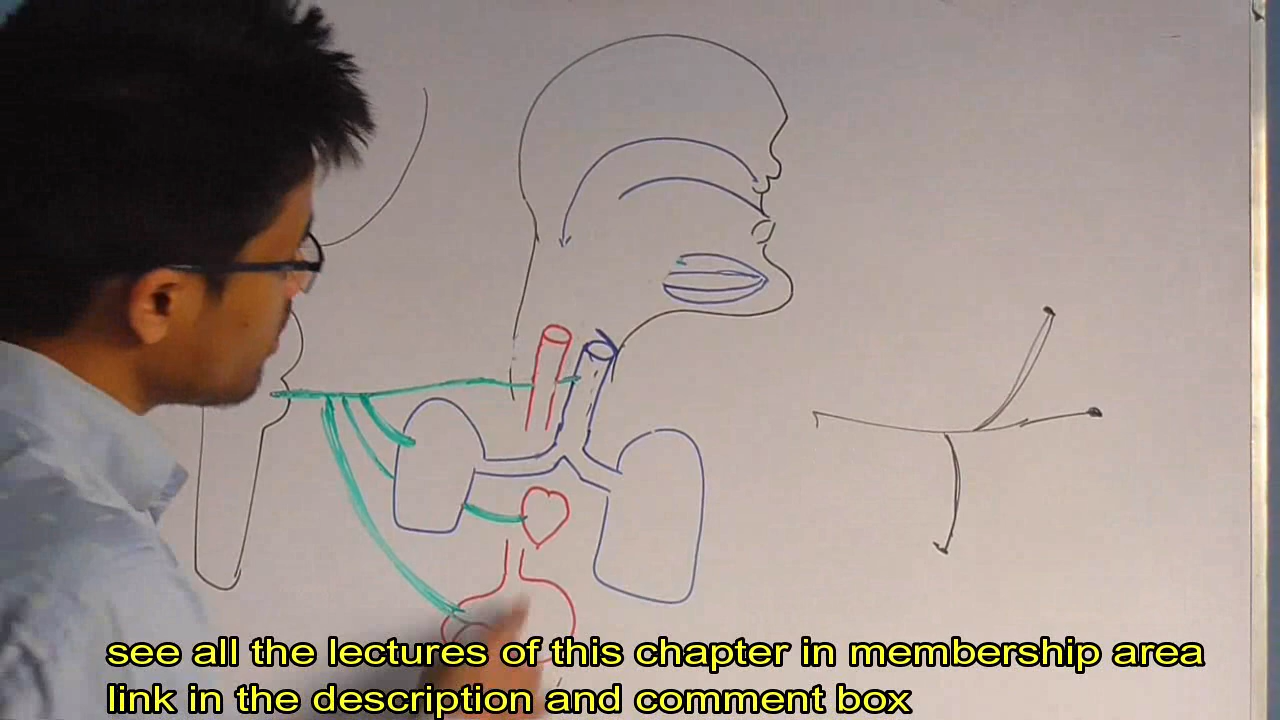 see all the lectures of this chapter in membership area
link in the description and comment box